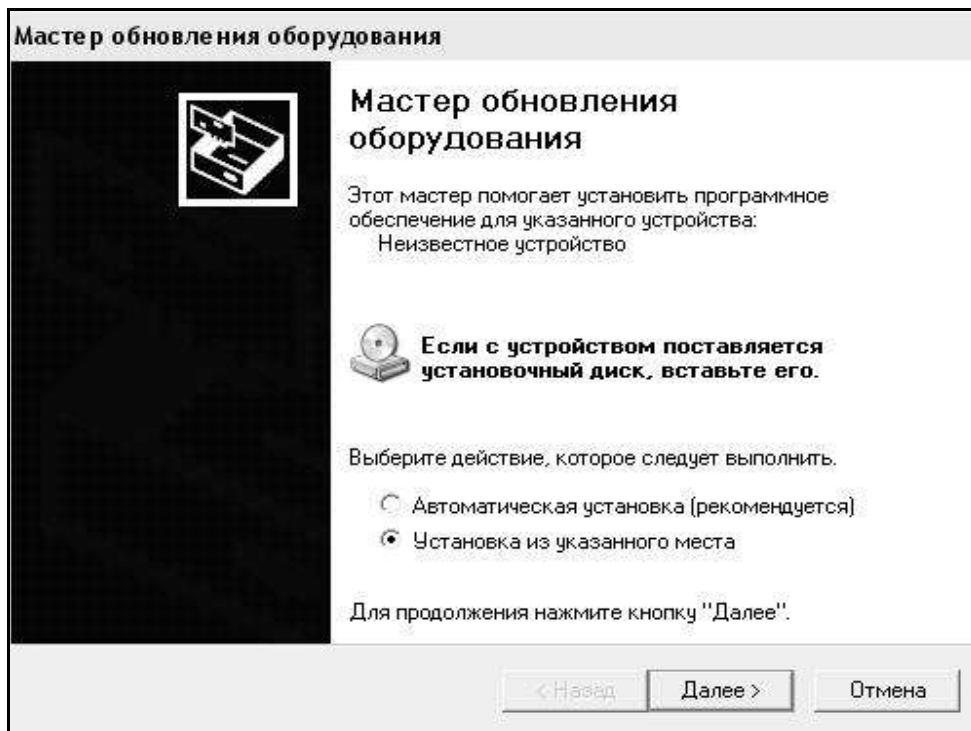 Мастер обновления оборудования
Мастер обновления
оборудования
Этот мастер помогает установить программное
обеспечение для указанного устройства:
Неизвестное устройство
Если с устройством поставляется
установочный диск, вставьте его.
Выберите действие, которое следует выполнить.
Автоматическая установка (рекомендуется)
Установка из указанного места
Для продолжения нажмите кнопку "Далее".
< Назад
Далее >
Отмена